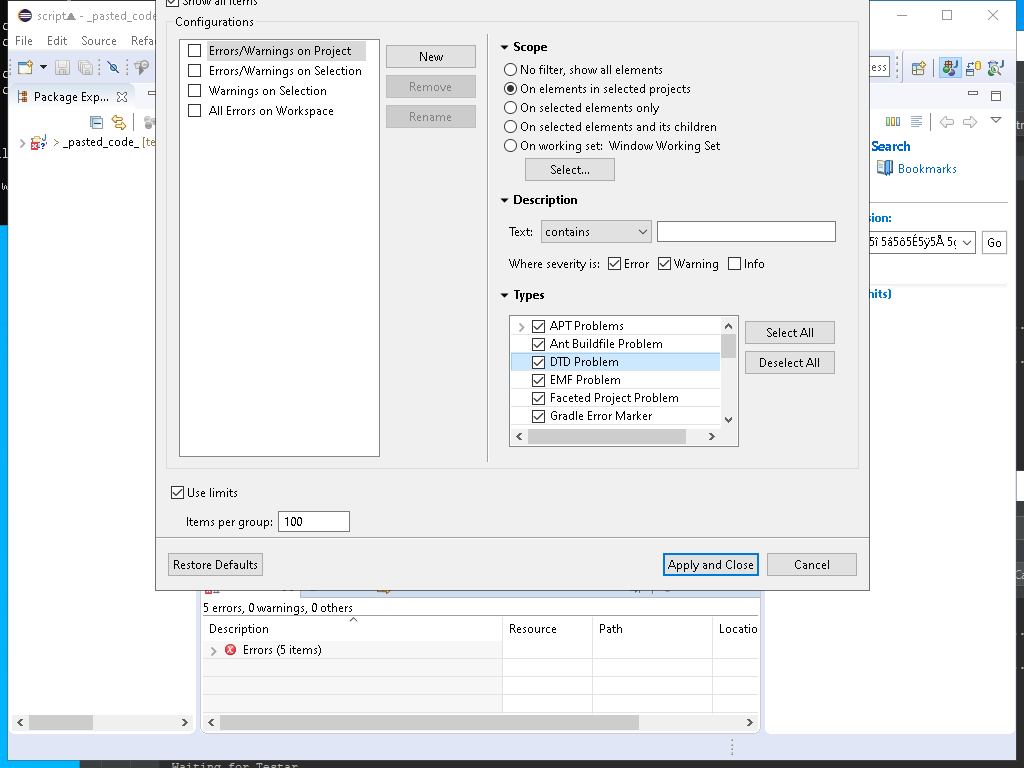 Show all items
script - _pasted_code
Configurations
File Edit Source Refa
Errors/Warnings on Project
Errors/Warnings on Selection
Warnings on Selection
All Errors on Workspace
New
Remove
Rename
Scope
No filter, show all elements
On elements in selected projects
On selected elements only
On selected elements and its children
On working set: Window Working Set
Select...
ess
Package Exp...
> _pasted_code_ [te
Search
Bookmarks
Description
Text: contains
Where severity is: Error Warning Info
sion:
Go
hits)
Types
APT Problems
Ant Buildfile Problem
DTD Problem
EMF Problem
Faceted Project Problem
Gradle Error Marker
Select All
Deselect All
Use limits
Items per group: 100
Restore Defaults
Apply and Close
Cancel
5 errors, 0 warnings, 0 others
Description Resource Path Locatio
Errors (5 items)
Waiting for Testar